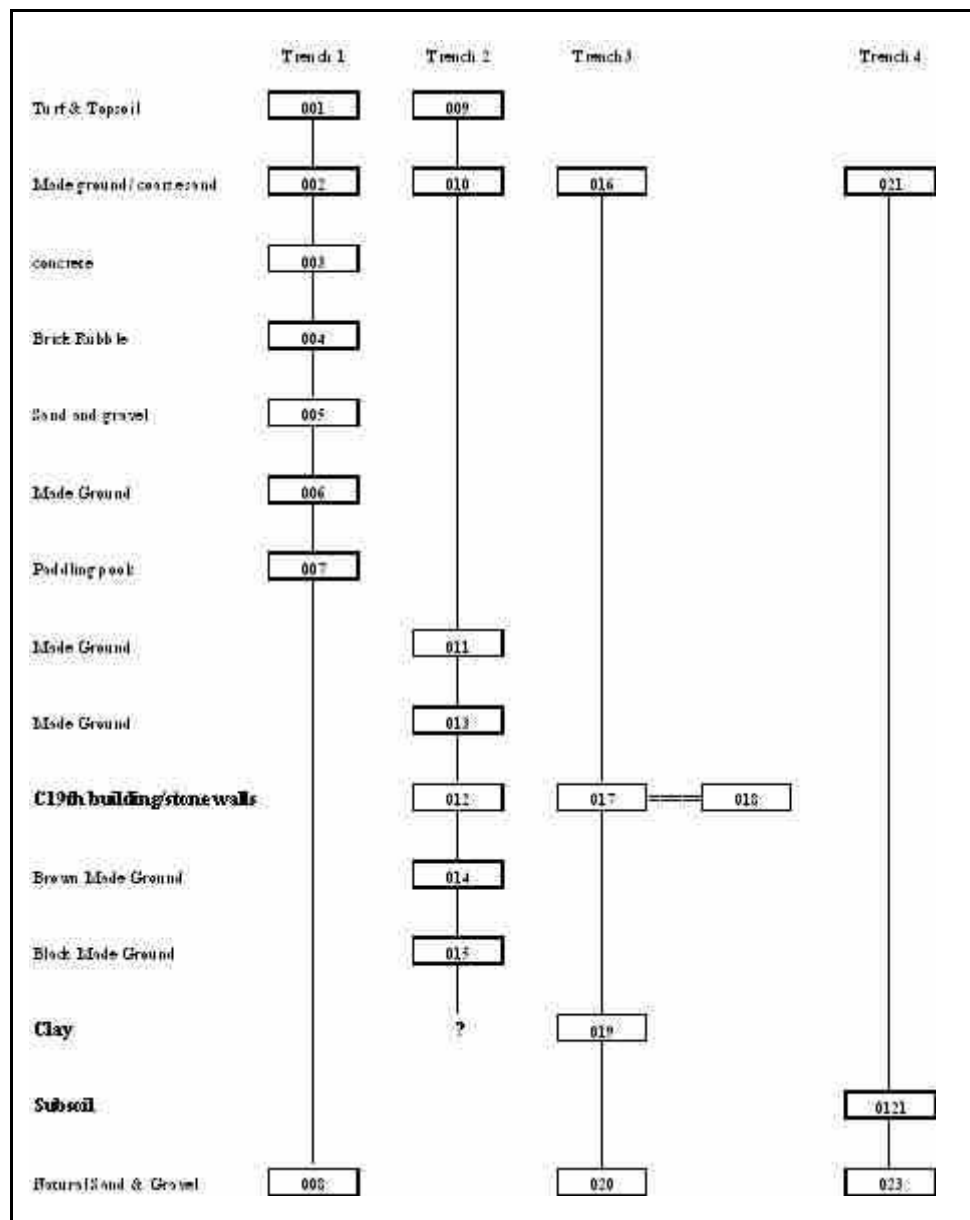 Trench 1 Trench 2 Trench 3 Trench 4
Turf & Topsoil 001 009
Made ground / coarse sand 002 010 016 021
concrete 003
Brick Rubble 004
Sand and gravel 005
Made Ground 006
Paddling pool 007
Made Ground 011
Made Ground 013
C19th building/stone walls 012 017 018
Brown Made Ground 014
Black Made Ground 015
Clay ? 019
Subsoil 0121
Natural Sand & Gravel 008 020 023